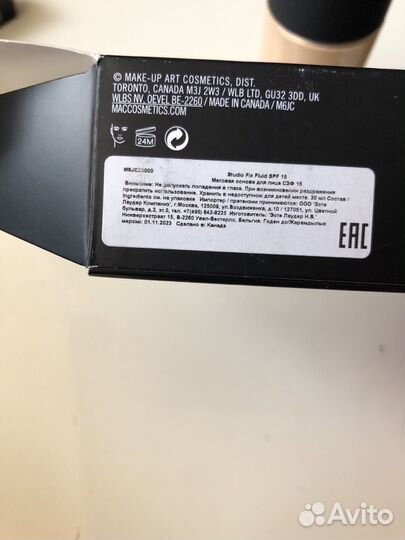 © MAKE-UP ART COSMETICS, DIST.
TORONTO, CANADA M3J 2W3 / WLB LTD, GU32 3DD, UK
WLBS NV, OEVEL BE-2260 / MADE IN CANADA / M6JC
MACCOSMETICS.COM
24M
M6JC25000
Studio Fix Fluid SPF 15
Матовая основа для лица СЗФ 15
Внимание: Не допускать попадания в глаза. При возникновении раздражения
прекратить использование. Хранить в недоступном для детей месте. 30 мл Состав /
Ingredients см. на упаковке Импортер / претензии принимаются: ООО "Эсте
Лаудер Компаниз", г.Москва, 125009, ул.Воздвиженка, д.10 / 127051, ул. Цветной
бульвар, д.2, эт.5, тел. +7(495) 642-8225 Изготовитель: "Эсте Лаудер Н.В."
Нийверхистраат 15, В-2260 Увел-Вестерло, Бельгия. Годен до/Жарамдылық
мерзімі: 01.11.2023 Сделано в: Канада
EAC
Avito